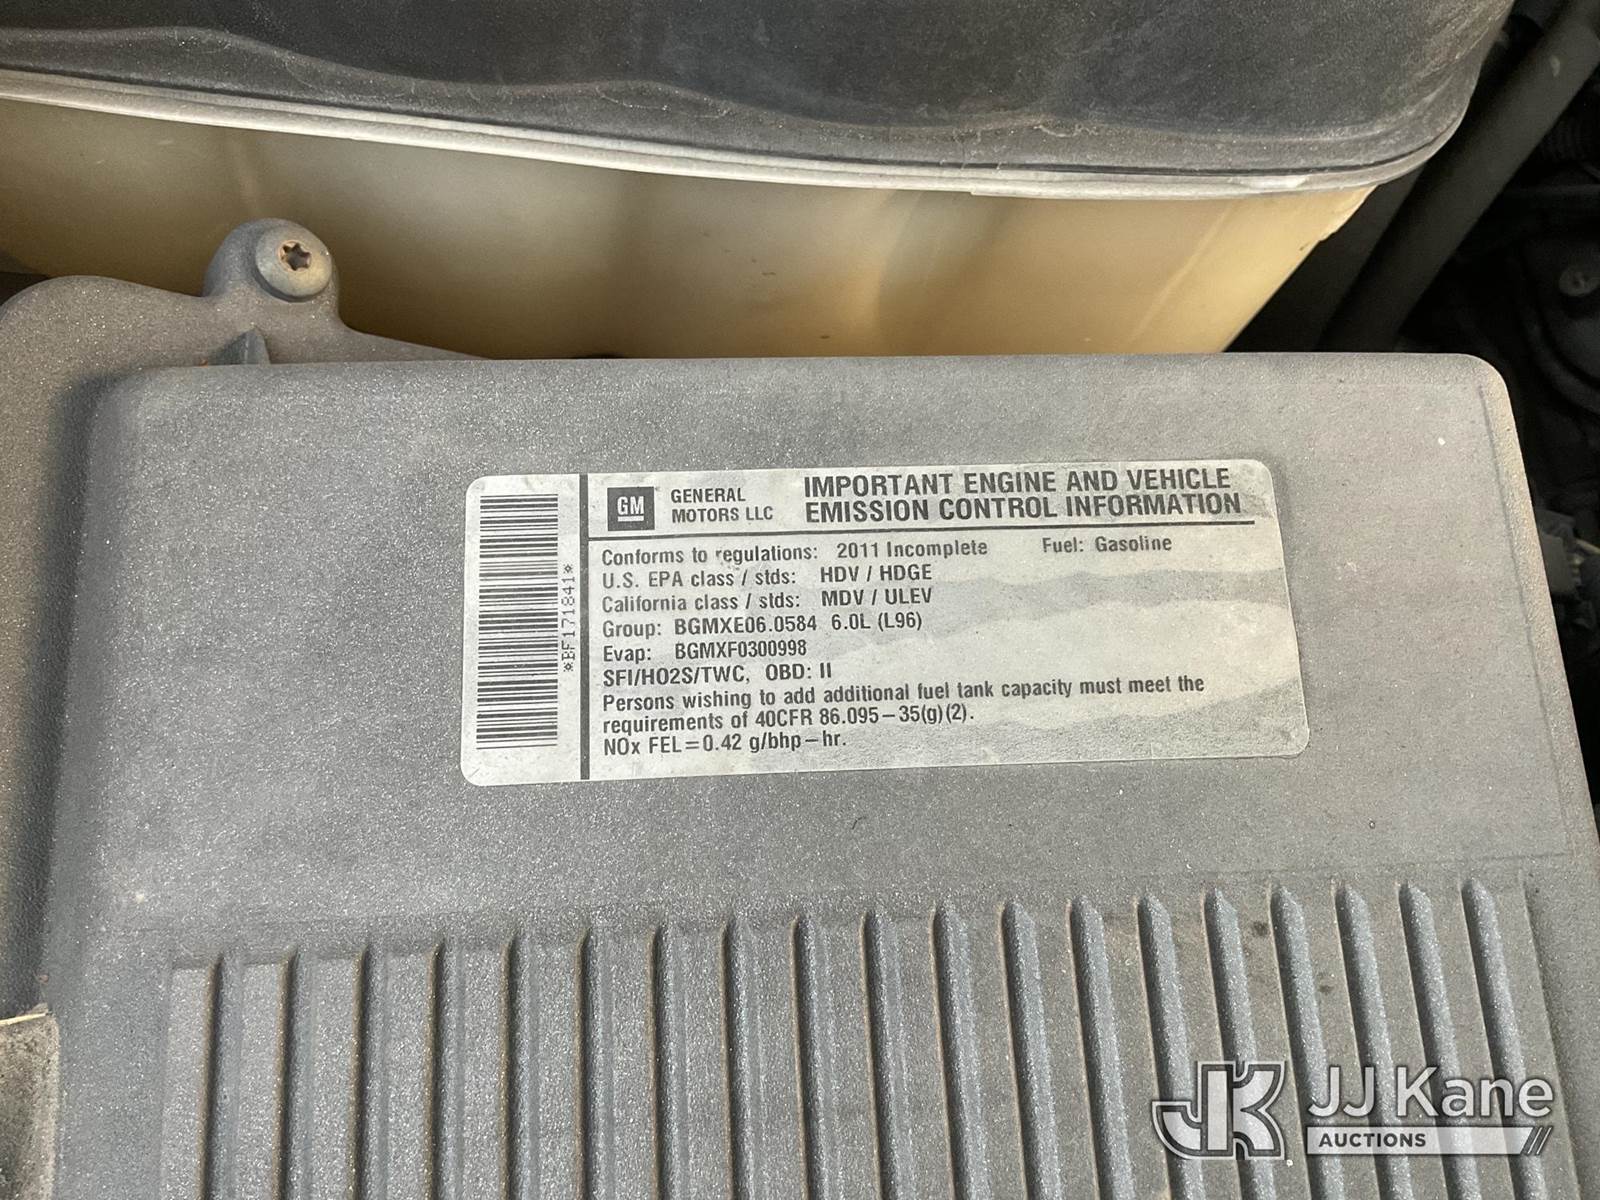 *BF171841*
GM
GENERAL
MOTORS LLC
IMPORTANT ENGINE AND VEHICLE
EMISSION CONTROL INFORMATION
Conforms to regulations: 2011 Incomplete Fuel: Gasoline
U.S. EPA class / stds: HDV / HDGE
California class / stds: MDV / ULEV
Group: BGMXE06.0584 6.0L (L96)
Evap: BGMXF0300998
SFI/HO2S/TWC, OBD: II
Persons wishing to add additional fuel tank capacity must meet the
requirements of 40CFR 86.095-35(g)(2).
NOx FEL=0.42 g/bhp-hr.
JK JJ Kane
AUCTIONS